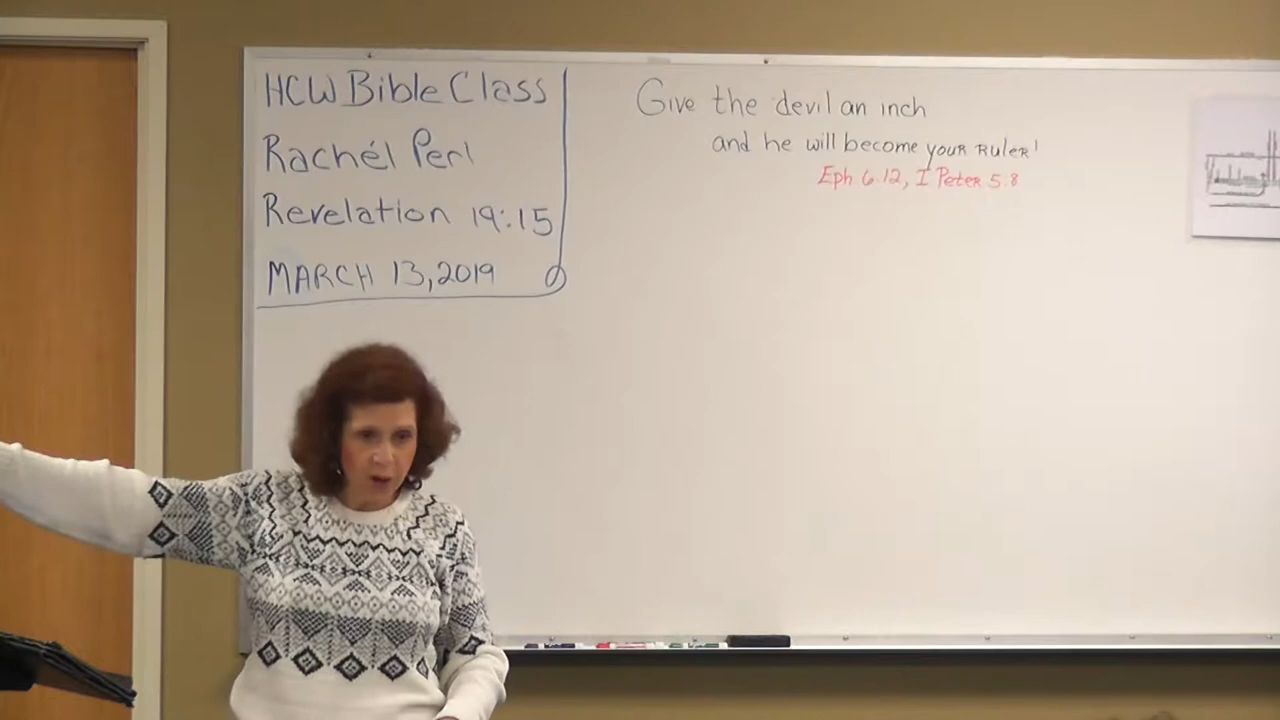 HCW Bible Class
Rachél Perl
Revelation 19:15
MARCH 13, 2019
Give the devil an inch
and he will become your ruler!
Eph 6.12, I Peter 5.8